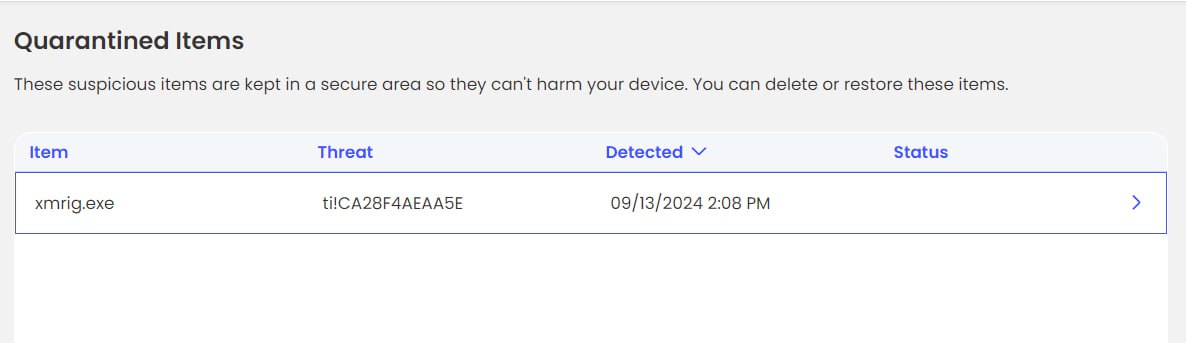 Quarantined Items
These suspicious items are kept in a secure area so they can't harm your device. You can delete or restore these items.
Item Threat Detected Status
xmrig.exe ti!CA28F4AEAA5E 09/13/2024 2:08 PM